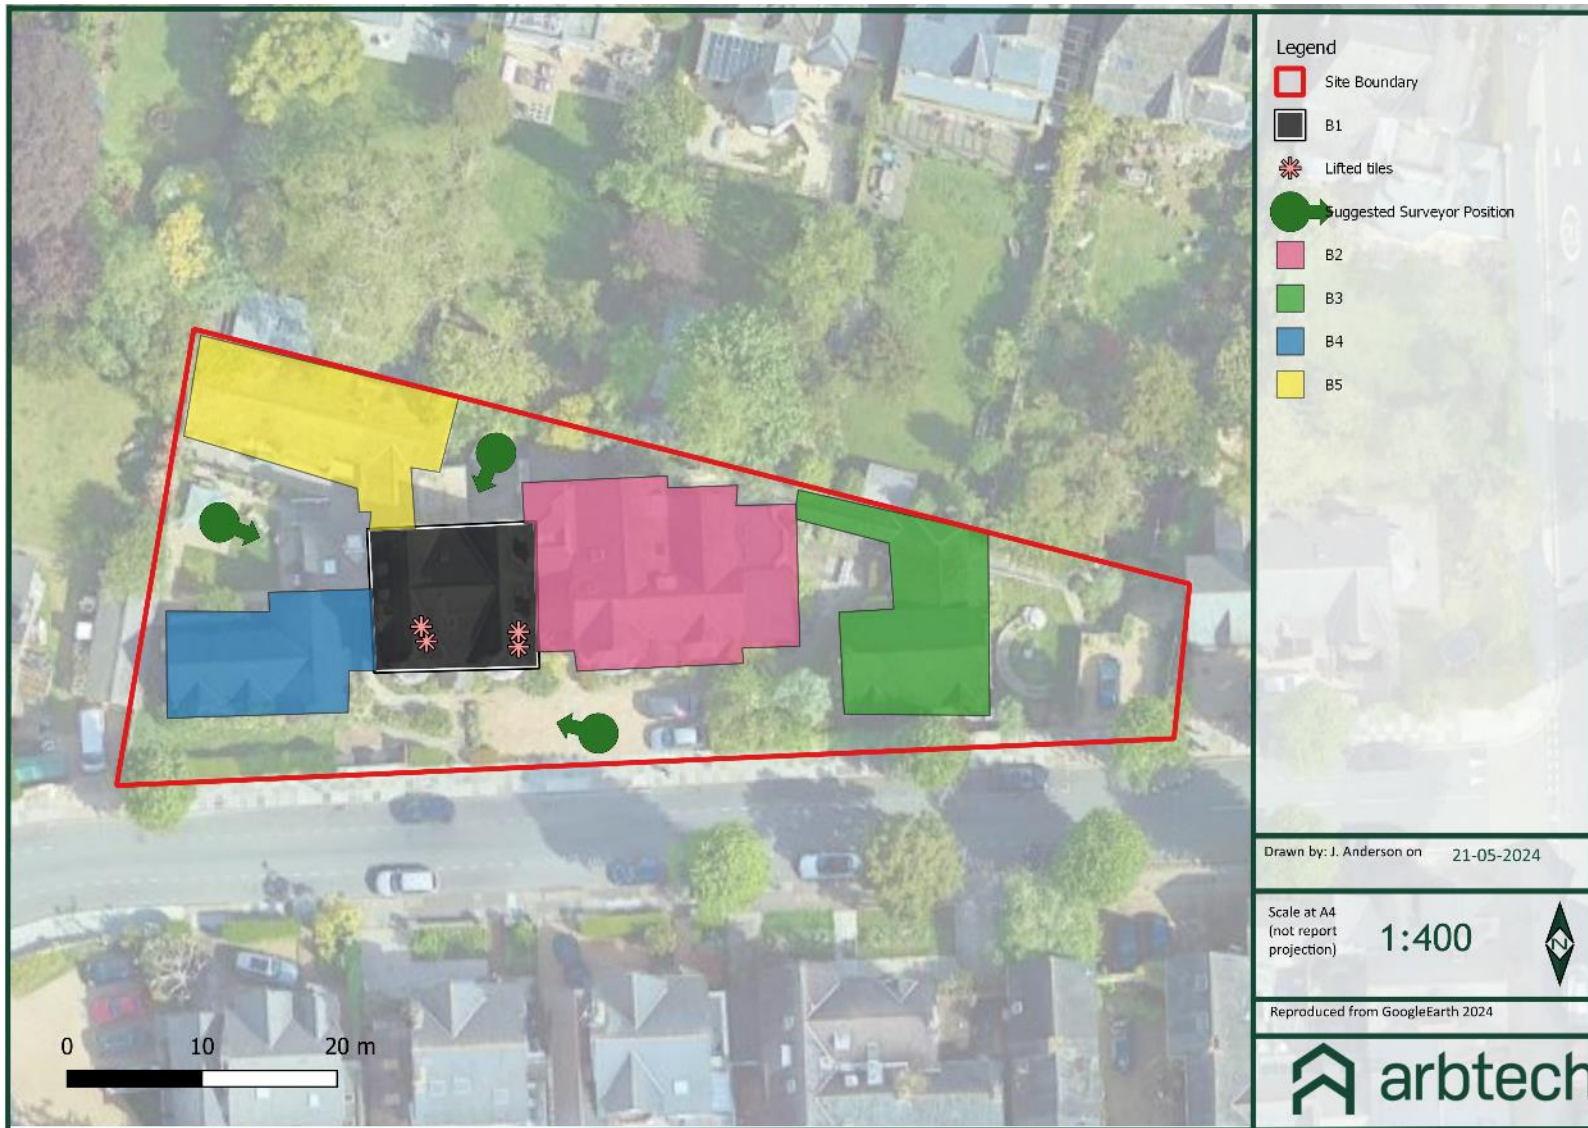 Legend
Site Boundary
B1
Lifted tiles
Suggested Surveyor Position
B2
B3
B4
B5
Drawn by: J. Anderson on 21-05-2024
Scale at A4
(not report
projection)
1:400
N
Reproduced from GoogleEarth 2024
arbtech
0 10 20 m